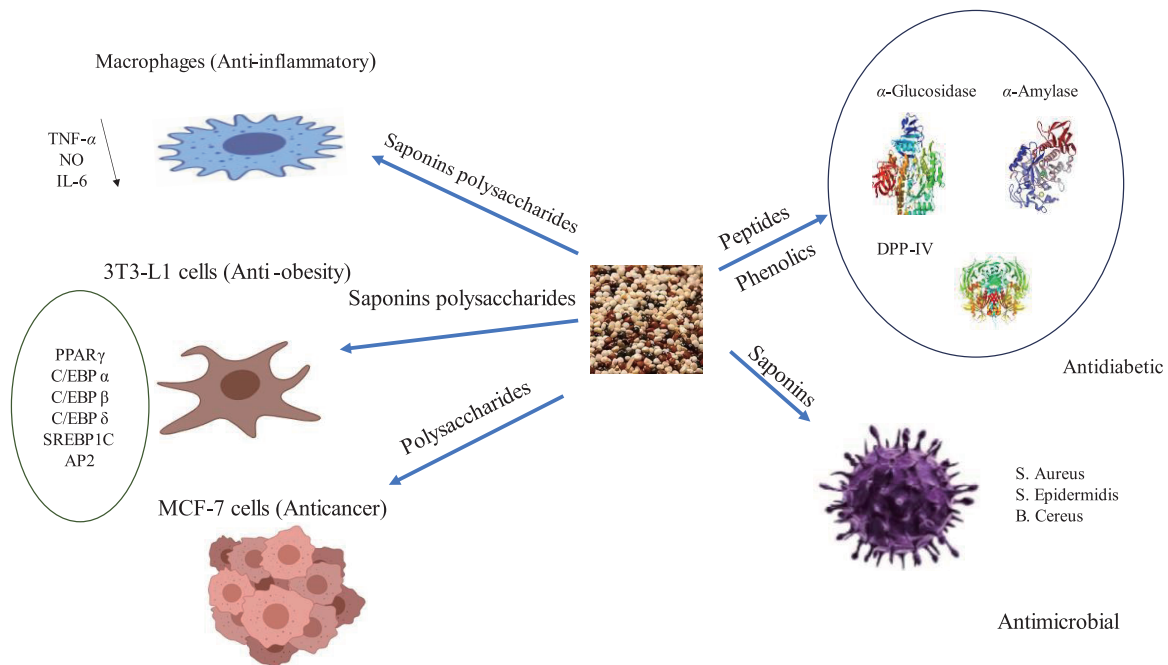 Macrophages (Anti-inflammatory)
TNF-α
NO
IL-6
Saponins polysaccharides
3T3-L1 cells (Anti-obesity)
Saponins polysaccharides
PPARγ
C/EBP α
C/EBP β
C/EBP δ
SREBP1C
AP2
Polysaccharides
MCF-7 cells (Anticancer)
α-Glucosidase
α-Amylase
Peptides
Phenolics
DPP-IV
Antidiabetic
Saponins
S. Aureus
S. Epidermidis
B. Cereus
Antimicrobial